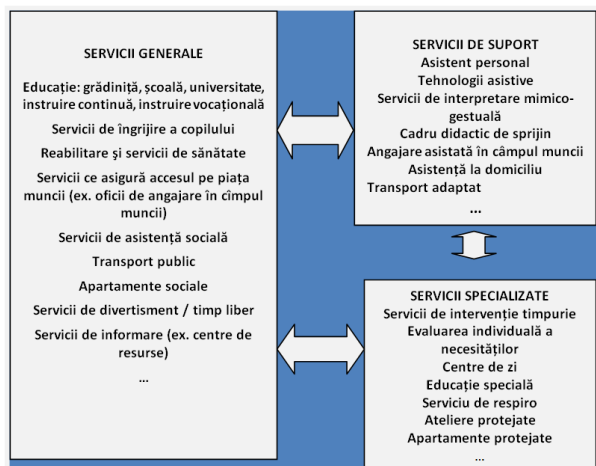 SERVICII GENERALE
Educație: grădiniță, școală, universitate,
instruire continuă, instruire vocațională
Servicii de îngrijire a copilului
Reabilitare și servicii de sănătate
Servicii ce asigură accesul pe piața
muncii (ex. oficii de angajare în cîmpul
muncii)
Servicii de asistență socială
Transport public
Apartamente sociale
Servicii de divertisment / timp liber
Servicii de informare (ex. centre de
resurse)
...
SERVICII DE SUPORT
Asistent personal
Tehnologii asistive
Servicii de interpretare mimico-
gestuală
Cadru didactic de sprijin
Angajare asistată în câmpul muncii
Asistență la domiciliu
Transport adaptat
...
SERVICII SPECIALIZATE
Servicii de intervenție timpurie
Evaluarea individuală a
necesităților
Centre de zi
Educație specială
Serviciu de respiro
Ateliere protejate
Apartamente protejate
...